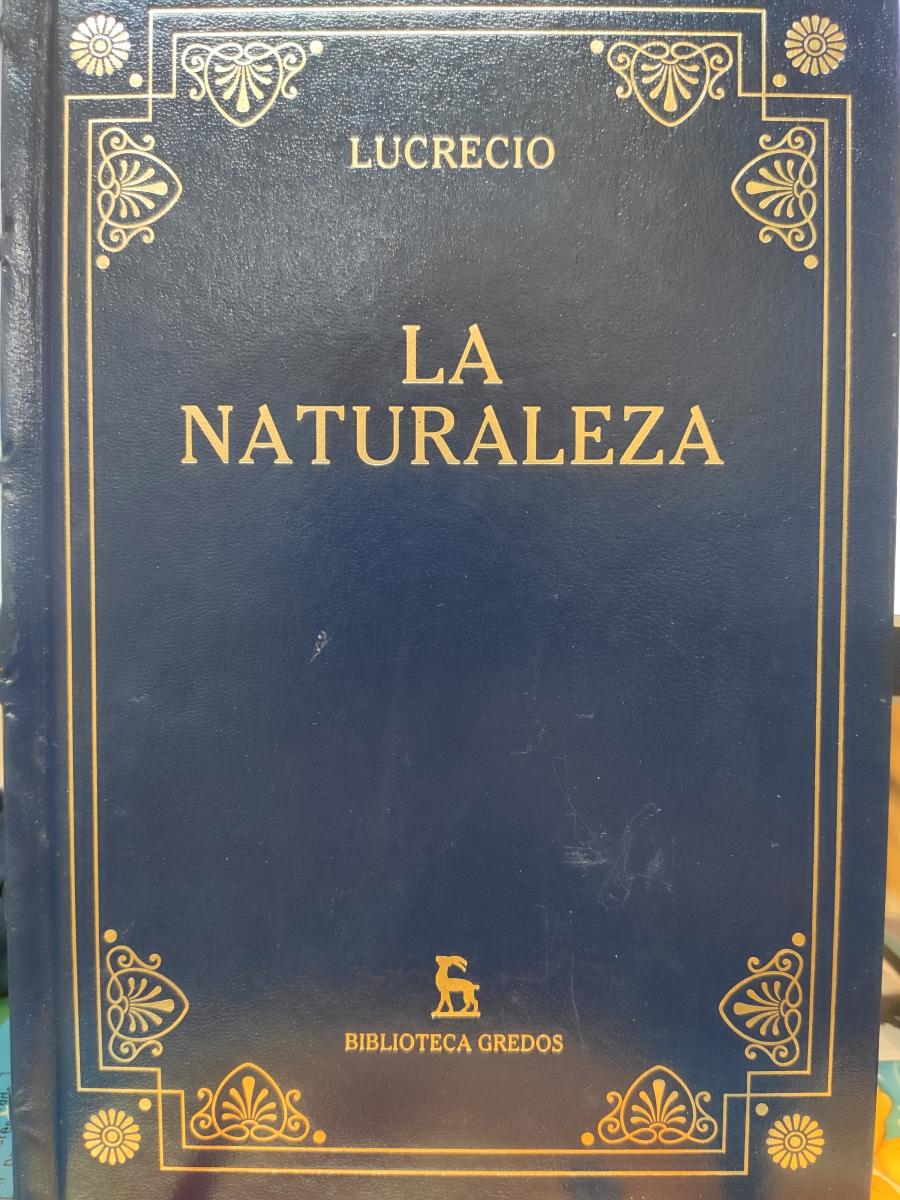 LUCRECIO
LA
NATURALEZA
BIBLIOTECA GREDOS